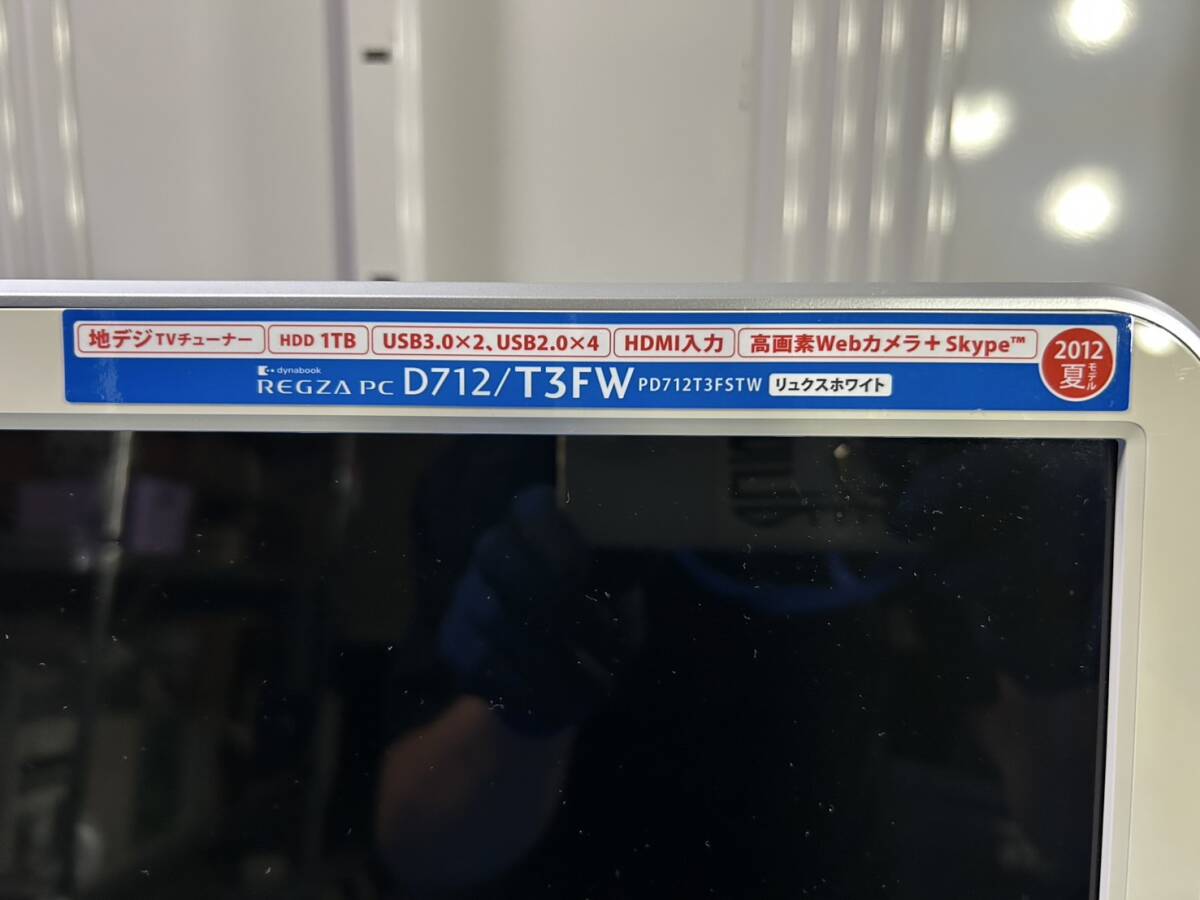 地デジTVチューナー HDD 1TB USB3.0×2、USB2.0×4 HDMI入力 高画素Webカメラ+Skype™
2012
夏モデル
dynabook
REGZA PC D712/T3FW PD712T3FSTW リュクスホワイト